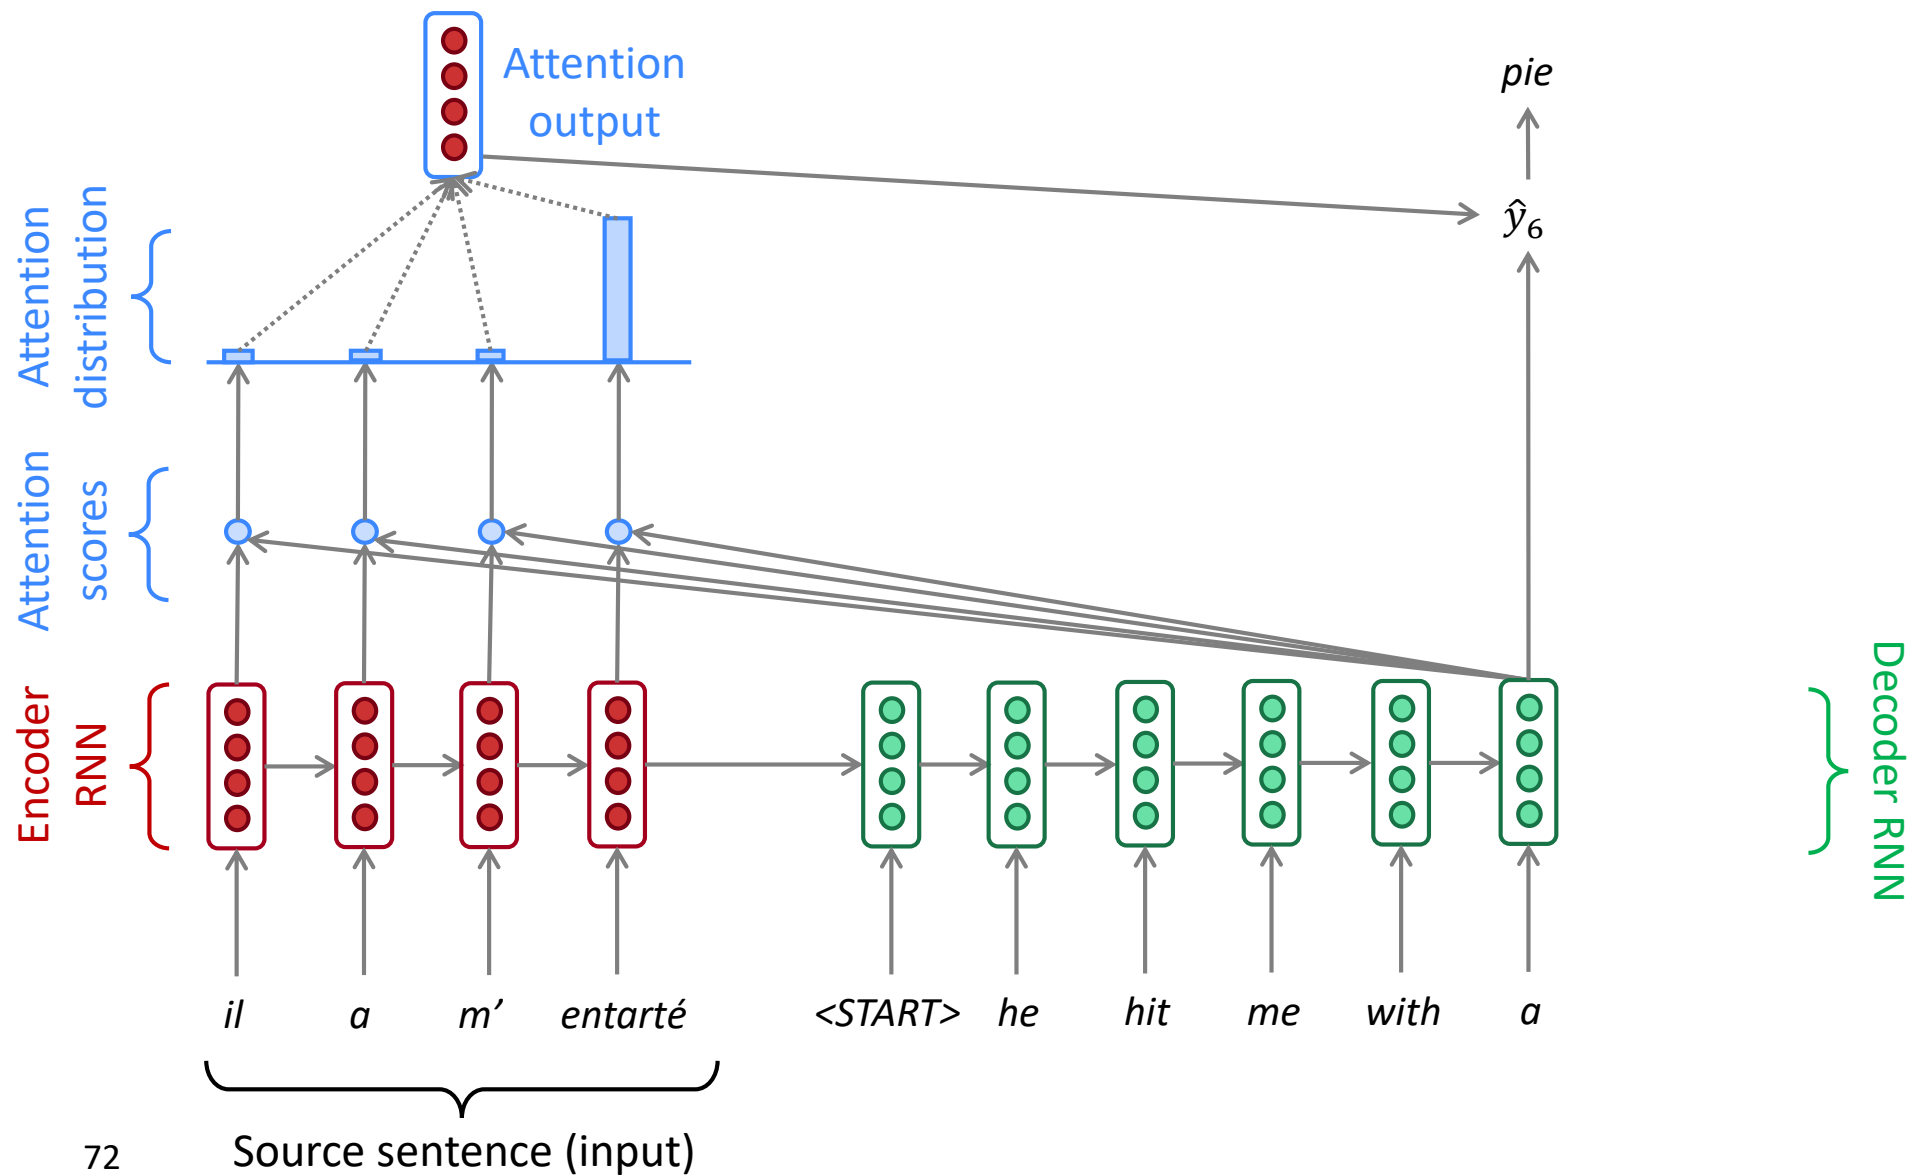 Attention
output
pie
Attention
distribution
ŷ₆
Attention
scores
Encoder
RNN
Decoder RNN
il a m’ entarté <START> he hit me with a
Source sentence (input)
72